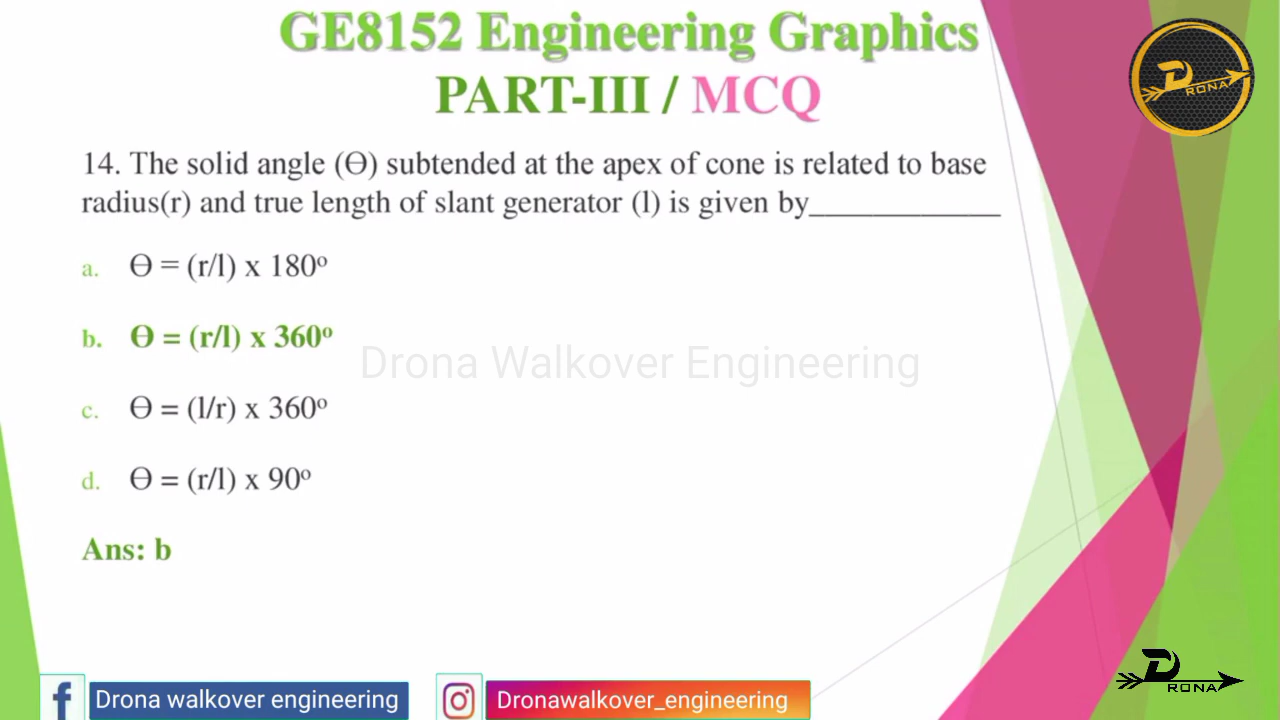 GE8152 Engineering Graphics
PART-III / MCQ
D RONA
14. The solid angle (Ɵ) subtended at the apex of cone is related to base
radius(r) and true length of slant generator (l) is given by____________
a. Ɵ = (r/l) x 180º
b. Ɵ = (r/l) x 360º
Drona Walkover Engineering
c. Ɵ = (l/r) x 360º
d. Ɵ = (r/l) x 90º
Ans: b
D RONA
f Drona walkover engineering
Dronawalkover_engineering